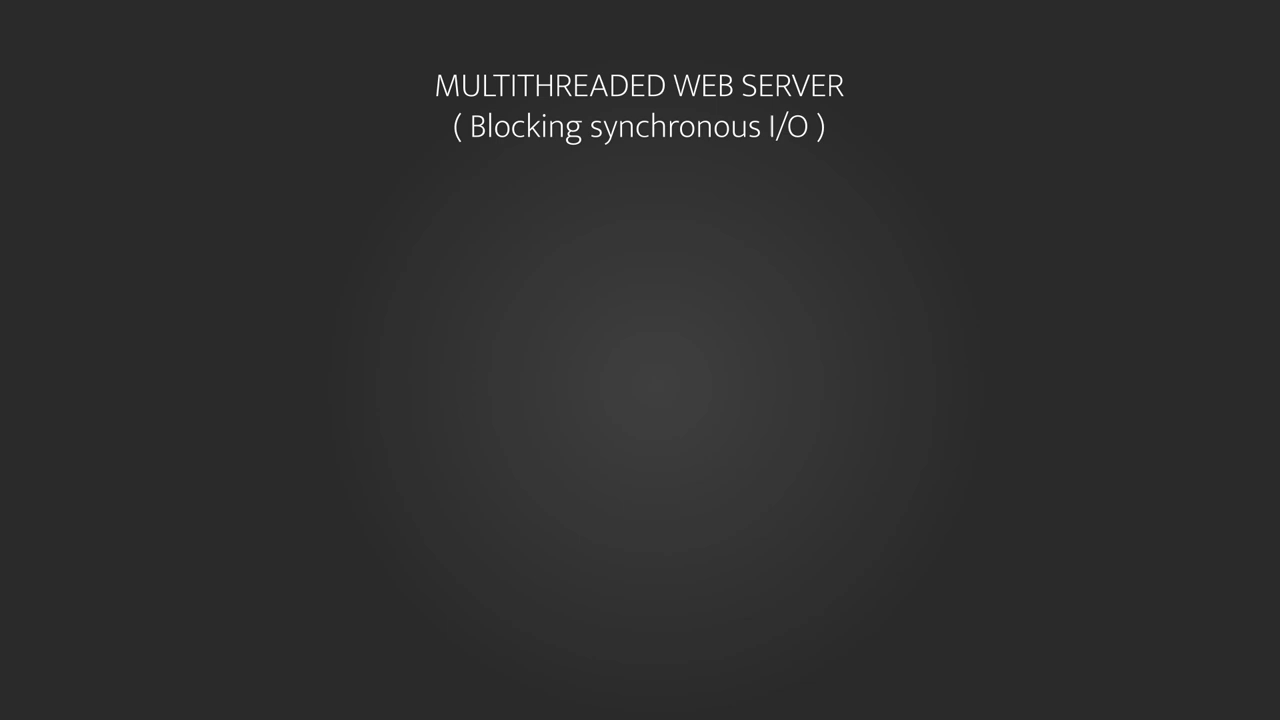 MULTITHREADED WEB SERVER
( Blocking synchronous I/O )